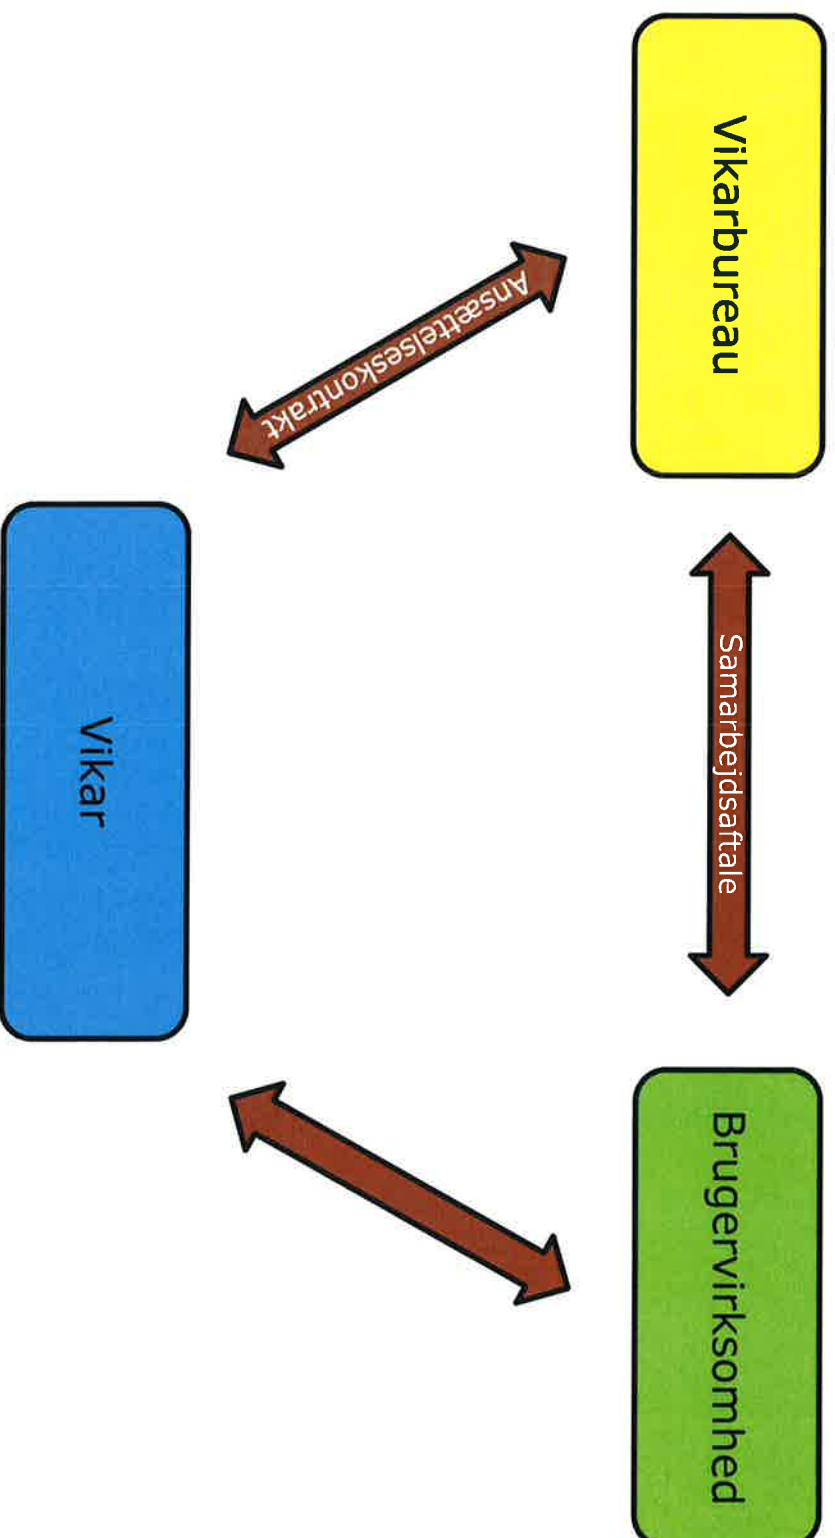 Vikarbureau
Samarbejdsaftale
Brugervirksomhed
Ansættelseskontrakt
Vikar